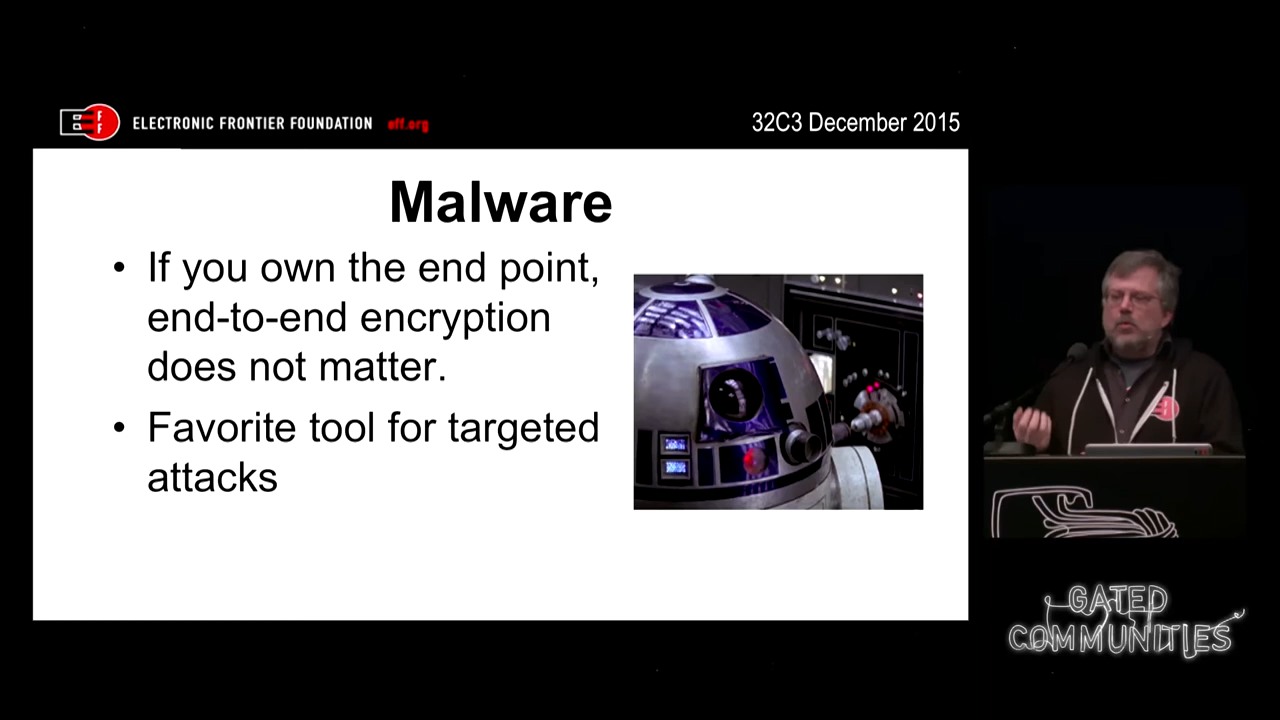 ELECTRONIC FRONTIER FOUNDATION eff.org
32C3 December 2015
Malware
• If you own the end point,
end-to-end encryption
does not matter.
• Favorite tool for targeted
attacks
EFF
GATED
COMMUNITIES